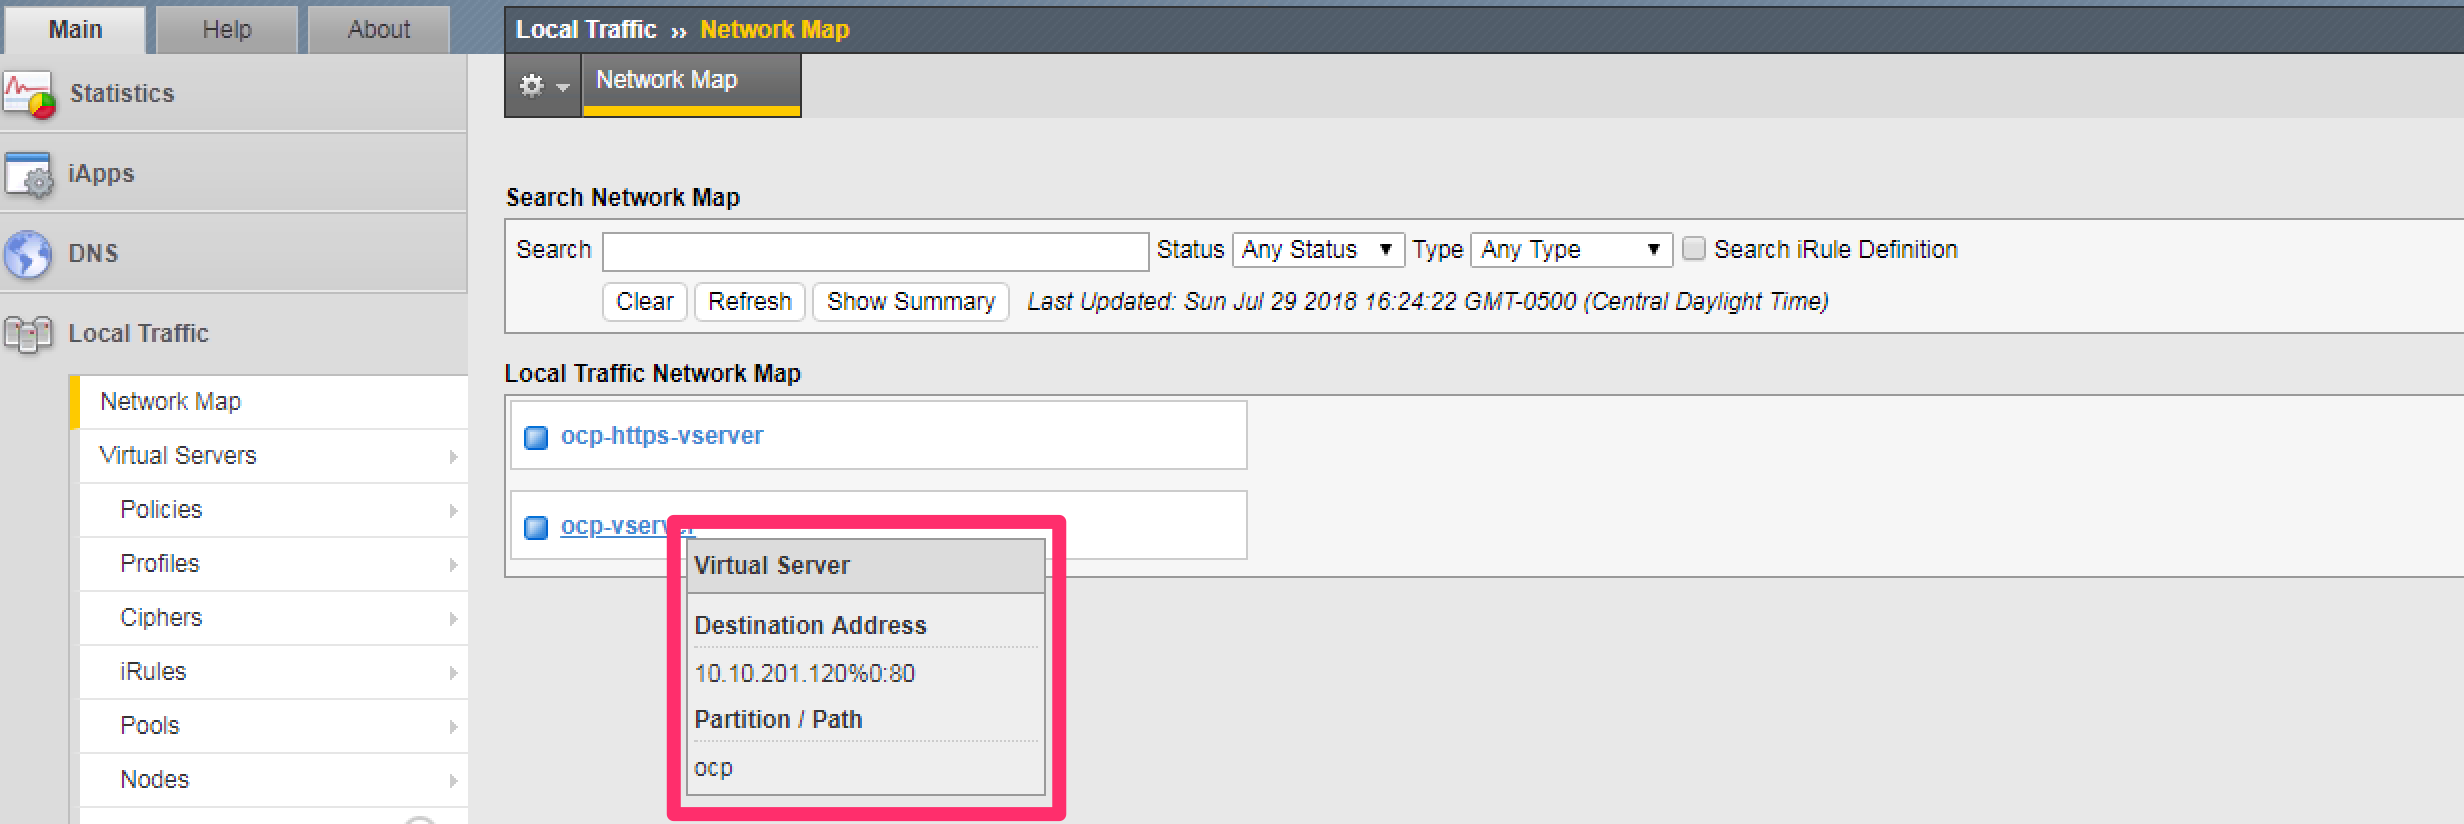 Main Help About
Local Traffic ›› Network Map
Network Map
Statistics
iApps
DNS
Local Traffic
Network Map
Virtual Servers
Policies
Profiles
Ciphers
iRules
Pools
Nodes
Search Network Map
Search Status Any Status ▼ Type Any Type ▼ Search iRule Definition
Clear Refresh Show Summary Last Updated: Sun Jul 29 2018 16:24:22 GMT-0500 (Central Daylight Time)
Local Traffic Network Map
ocp-https-vserver
ocp-vserver
Virtual Server
Destination Address
10.10.201.120%0:80
Partition / Path
ocp